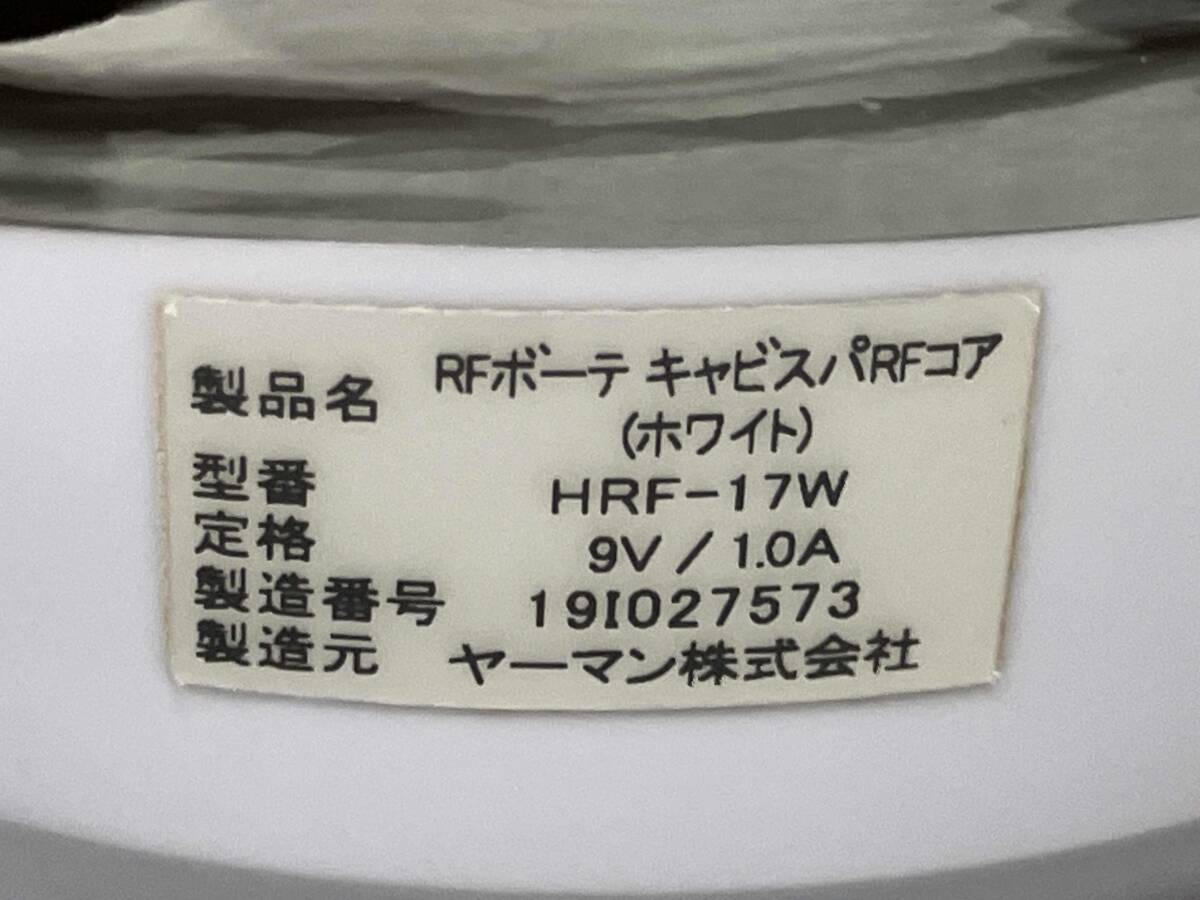 製品名 RFボーテ キャビスパRFコア
(ホワイト)
型番 HRF-17W
定格 9V / 1.0A
製造番号 19I027573
製造元 ヤーマン株式会社